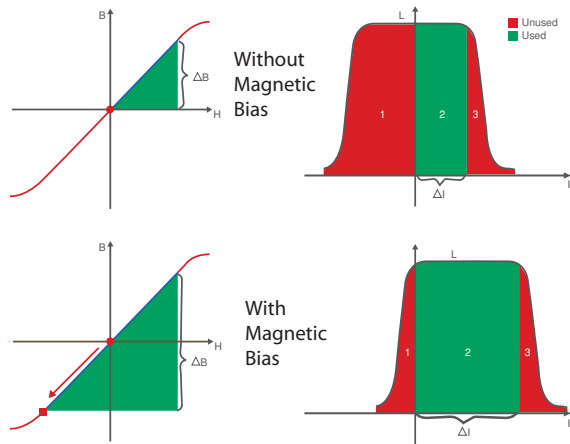 B
ΔB
H
Without
Magnetic
Bias
L
Unused
Used
1
2
3
ΔI
I
B
ΔB
H
With
Magnetic
Bias
L
1
2
3
ΔI
I